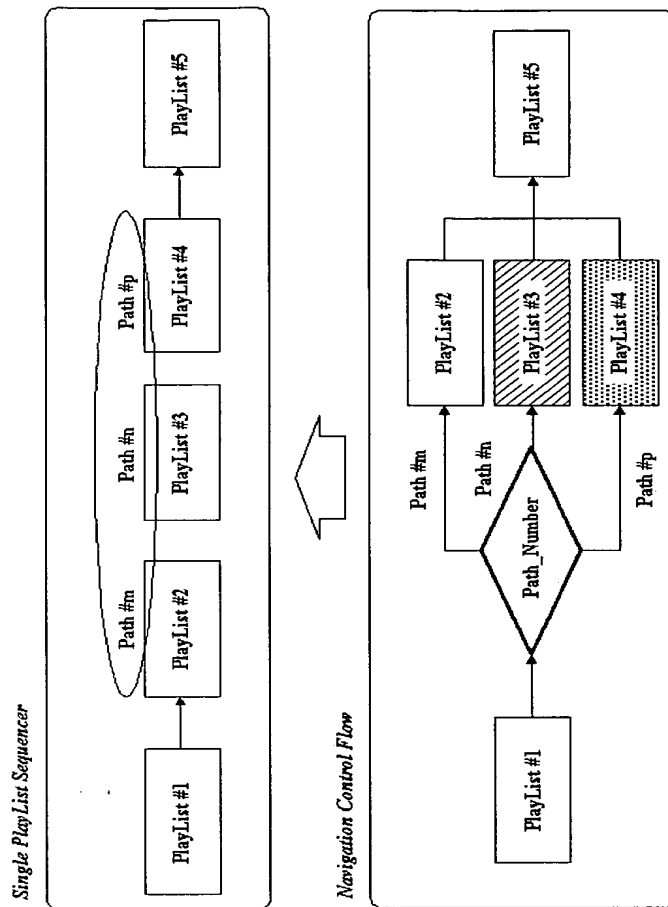 Single PlayList Sequencer
Path #m
Path #n
Path #p
PlayList #1
PlayList #2
PlayList #3
PlayList #4
PlayList #5
Navigation Control Flow
PlayList #1
Path_Number
Path #m
Path #n
Path #p
PlayList #2
PlayList #3
PlayList #4
PlayList #5